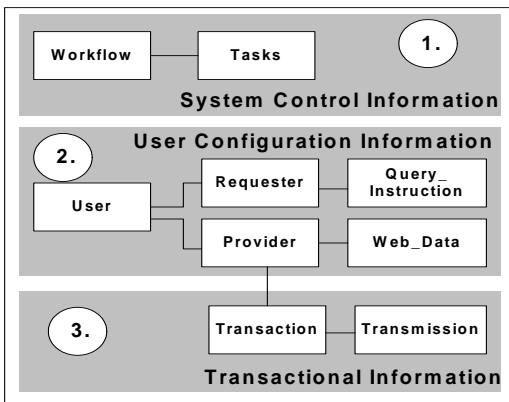 1.
Workflow
Tasks
System Control Information
User Configuration Information
2.
User
Requester
Query_
Instruction
Provider
Web_Data
3.
Transaction
Transmission
Transactional Information